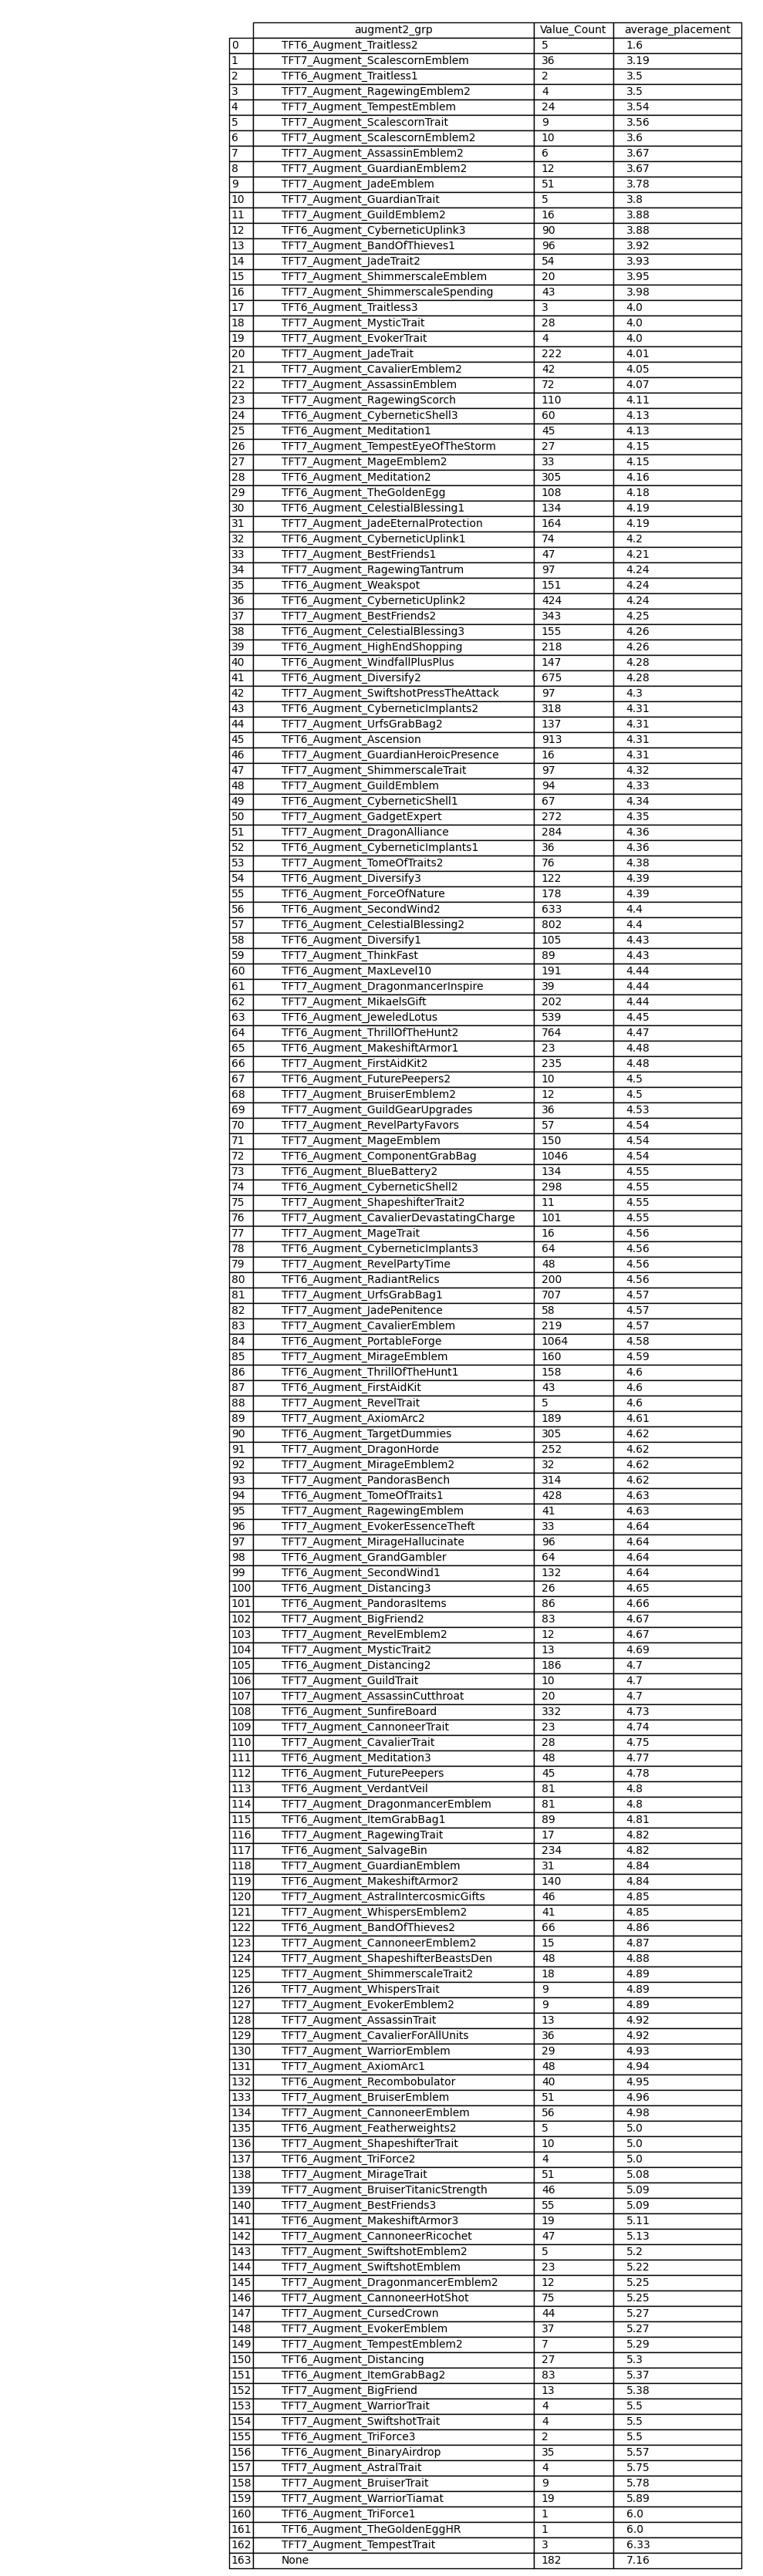 augment2_grp Value_Count average_placement
0 TFT6_Augment_Traitless2 5 1.6
1 TFT7_Augment_ScalescornEmblem 36 3.19
2 TFT6_Augment_Traitless1 2 3.5
3 TFT7_Augment_RagewingEmblem2 4 3.5
4 TFT7_Augment_TempestEmblem 24 3.54
5 TFT7_Augment_ScalescornTrait 9 3.56
6 TFT7_Augment_ScalescornEmblem2 10 3.6
7 TFT7_Augment_AssassinEmblem2 6 3.67
8 TFT7_Augment_GuardianEmblem2 12 3.67
9 TFT7_Augment_JadeEmblem 51 3.78
10 TFT7_Augment_GuardianTrait 5 3.8
11 TFT7_Augment_GuildEmblem2 16 3.88
12 TFT6_Augment_CyberneticUplink3 90 3.88
13 TFT7_Augment_BandOfThieves1 96 3.92
14 TFT7_Augment_JadeTrait2 54 3.93
15 TFT7_Augment_ShimmerscaleEmblem 20 3.95
16 TFT7_Augment_ShimmerscaleSpending 43 3.98
17 TFT6_Augment_Traitless3 3 4.0
18 TFT7_Augment_MysticTrait 28 4.0
19 TFT7_Augment_EvokerTrait 4 4.0
20 TFT7_Augment_JadeTrait 222 4.01
21 TFT7_Augment_CavalierEmblem2 42 4.05
22 TFT7_Augment_AssassinEmblem 72 4.07
23 TFT7_Augment_RagewingScorch 110 4.11
24 TFT6_Augment_CyberneticShell3 60 4.13
25 TFT6_Augment_Meditation1 45 4.13
26 TFT7_Augment_TempestEyeOfTheStorm 27 4.15
27 TFT7_Augment_MageEmblem2 33 4.15
28 TFT6_Augment_Meditation2 305 4.16
29 TFT6_Augment_TheGoldenEgg 108 4.18
30 TFT6_Augment_CelestialBlessing1 134 4.19
31 TFT7_Augment_JadeEternalProtection 164 4.19
32 TFT6_Augment_CyberneticUplink1 74 4.2
33 TFT7_Augment_BestFriends1 47 4.21
34 TFT7_Augment_RagewingTantrum 97 4.24
35 TFT6_Augment_Weakspot 151 4.24
36 TFT6_Augment_CyberneticUplink2 424 4.24
37 TFT7_Augment_BestFriends2 343 4.25
38 TFT6_Augment_CelestialBlessing3 155 4.26
39 TFT6_Augment_HighEndShopping 218 4.26
40 TFT6_Augment_WindfallPlusPlus 147 4.28
41 TFT6_Augment_Diversify2 675 4.28
42 TFT7_Augment_SwiftshotPressTheAttack 97 4.3
43 TFT6_Augment_CyberneticImplants2 318 4.31
44 TFT7_Augment_UrfsGrabBag2 137 4.31
45 TFT6_Augment_Ascension 913 4.31
46 TFT7_Augment_GuardianHeroicPresence 16 4.31
47 TFT7_Augment_ShimmerscaleTrait 97 4.32
48 TFT7_Augment_GuildEmblem 94 4.33
49 TFT6_Augment_CyberneticShell1 67 4.34
50 TFT7_Augment_GadgetExpert 272 4.35
51 TFT7_Augment_DragonAlliance 284 4.36
52 TFT6_Augment_CyberneticImplants1 36 4.36
53 TFT7_Augment_TomeOfTraits2 76 4.38
54 TFT6_Augment_Diversify3 122 4.39
55 TFT6_Augment_ForceOfNature 178 4.39
56 TFT6_Augment_SecondWind2 633 4.4
57 TFT6_Augment_CelestialBlessing2 802 4.4
58 TFT6_Augment_Diversify1 105 4.43
59 TFT7_Augment_ThinkFast 89 4.43
60 TFT6_Augment_MaxLevel10 191 4.44
61 TFT7_Augment_DragonmancerInspire 39 4.44
62 TFT7_Augment_MikaelsGift 202 4.44
63 TFT6_Augment_JeweledLotus 539 4.45
64 TFT6_Augment_ThrillOfTheHunt2 764 4.47
65 TFT6_Augment_MakeshiftArmor1 23 4.48
66 TFT7_Augment_FirstAidKit2 235 4.48
67 TFT6_Augment_FuturePeepers2 10 4.5
68 TFT7_Augment_BruiserEmblem2 12 4.5
69 TFT7_Augment_GuildGearUpgrades 36 4.53
70 TFT7_Augment_RevelPartyFavors 57 4.54
71 TFT7_Augment_MageEmblem 150 4.54
72 TFT6_Augment_ComponentGrabBag 1046 4.54
73 TFT6_Augment_BlueBattery2 134 4.55
74 TFT6_Augment_CyberneticShell2 298 4.55
75 TFT7_Augment_ShapeshifterTrait2 11 4.55
76 TFT7_Augment_CavalierDevastatingCharge 101 4.55
77 TFT7_Augment_MageTrait 16 4.56
78 TFT6_Augment_CyberneticImplants3 64 4.56
79 TFT7_Augment_RevelPartyTime 48 4.56
80 TFT6_Augment_RadiantRelics 200 4.56
81 TFT7_Augment_UrfsGrabBag1 707 4.57
82 TFT7_Augment_JadePenitence 58 4.57
83 TFT7_Augment_CavalierEmblem 219 4.57
84 TFT6_Augment_PortableForge 1064 4.58
85 TFT7_Augment_MirageEmblem 160 4.59
86 TFT6_Augment_ThrillOfTheHunt1 158 4.6
87 TFT6_Augment_FirstAidKit 43 4.6
88 TFT7_Augment_RevelTrait 5 4.6
89 TFT7_Augment_AxiomArc2 189 4.61
90 TFT6_Augment_TargetDummies 305 4.62
91 TFT7_Augment_DragonHorde 252 4.62
92 TFT7_Augment_MirageEmblem2 32 4.62
93 TFT7_Augment_PandorasBench 314 4.62
94 TFT6_Augment_TomeOfTraits1 428 4.63
95 TFT7_Augment_RagewingEmblem 41 4.63
96 TFT7_Augment_EvokerEssenceTheft 33 4.64
97 TFT7_Augment_MirageHallucinate 96 4.64
98 TFT6_Augment_GrandGambler 64 4.64
99 TFT6_Augment_SecondWind1 132 4.64
100 TFT6_Augment_Distancing3 26 4.65
101 TFT6_Augment_PandorasItems 86 4.66
102 TFT7_Augment_BigFriend2 83 4.67
103 TFT7_Augment_RevelEmblem2 12 4.67
104 TFT7_Augment_MysticTrait2 13 4.69
105 TFT6_Augment_Distancing2 186 4.7
106 TFT7_Augment_GuildTrait 10 4.7
107 TFT7_Augment_AssassinCutthroat 20 4.7
108 TFT6_Augment_SunfireBoard 332 4.73
109 TFT7_Augment_CannoneerTrait 23 4.74
110 TFT7_Augment_CavalierTrait 28 4.75
111 TFT6_Augment_Meditation3 48 4.77
112 TFT6_Augment_FuturePeepers 45 4.78
113 TFT6_Augment_VerdantVeil 81 4.8
114 TFT7_Augment_DragonmancerEmblem 81 4.8
115 TFT6_Augment_ItemGrabBag1 89 4.81
116 TFT7_Augment_RagewingTrait 17 4.82
117 TFT6_Augment_SalvageBin 234 4.82
118 TFT7_Augment_GuardianEmblem 31 4.84
119 TFT6_Augment_MakeshiftArmor2 140 4.84
120 TFT7_Augment_AstralIntercosmicGifts 46 4.85
121 TFT7_Augment_WhispersEmblem2 41 4.85
122 TFT6_Augment_BandOfThieves2 66 4.86
123 TFT7_Augment_CannoneerEmblem2 15 4.87
124 TFT7_Augment_ShapeshifterBeastsDen 48 4.88
125 TFT7_Augment_ShimmerscaleTrait2 18 4.89
126 TFT7_Augment_WhispersTrait 9 4.89
127 TFT7_Augment_EvokerEmblem2 9 4.89
128 TFT7_Augment_AssassinTrait 13 4.92
129 TFT7_Augment_CavalierForAllUnits 36 4.92
130 TFT7_Augment_WarriorEmblem 29 4.93
131 TFT7_Augment_AxiomArc1 48 4.94
132 TFT6_Augment_Recombobulator 40 4.95
133 TFT7_Augment_BruiserEmblem 51 4.96
134 TFT7_Augment_CannoneerEmblem 56 4.98
135 TFT6_Augment_Featherweights2 5 5.0
136 TFT7_Augment_ShapeshifterTrait 10 5.0
137 TFT6_Augment_TriForce2 4 5.0
138 TFT7_Augment_MirageTrait 51 5.08
139 TFT7_Augment_BruiserTitanicStrength 46 5.09
140 TFT7_Augment_BestFriends3 55 5.09
141 TFT6_Augment_MakeshiftArmor3 19 5.11
142 TFT7_Augment_CannoneerRicochet 47 5.13
143 TFT7_Augment_SwiftshotEmblem2 5 5.2
144 TFT7_Augment_SwiftshotEmblem 23 5.22
145 TFT7_Augment_DragonmancerEmblem2 12 5.25
146 TFT7_Augment_CannoneerHotShot 75 5.25
147 TFT7_Augment_CursedCrown 44 5.27
148 TFT7_Augment_EvokerEmblem 37 5.27
149 TFT7_Augment_TempestEmblem2 7 5.29
150 TFT6_Augment_Distancing 27 5.3
151 TFT6_Augment_ItemGrabBag2 83 5.37
152 TFT7_Augment_BigFriend 13 5.38
153 TFT7_Augment_WarriorTrait 4 5.5
154 TFT7_Augment_SwiftshotTrait 4 5.5
155 TFT6_Augment_TriForce3 2 5.5
156 TFT6_Augment_BinaryAirdrop 35 5.57
157 TFT7_Augment_AstralTrait 4 5.75
158 TFT7_Augment_BruiserTrait 9 5.78
159 TFT7_Augment_WarriorTiamat 19 5.89
160 TFT6_Augment_TriForce1 1 6.0
161 TFT6_Augment_TheGoldenEggHR 1 6.0
162 TFT7_Augment_TempestTrait 3 6.33
163 None 182 7.16